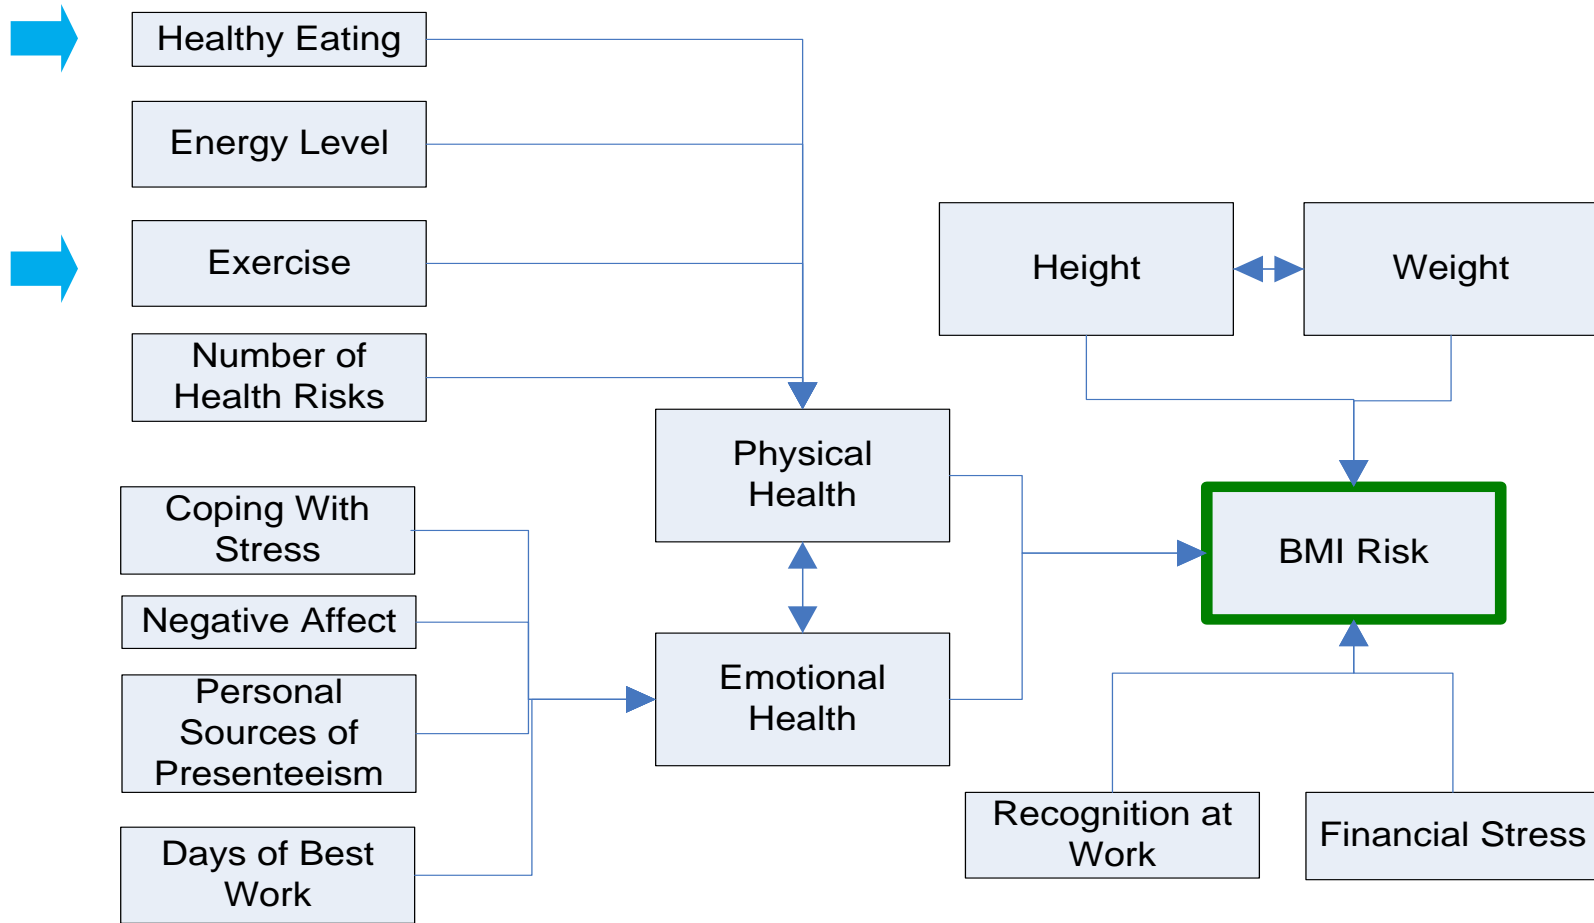 Healthy Eating
Energy Level
Exercise
Number of
Health Risks
Height
Weight
Physical
Health
Coping With
Stress
BMI Risk
Negative Affect
Emotional
Health
Personal
Sources of
Presenteeism
Days of Best
Work
Recognition at
Work
Financial Stress